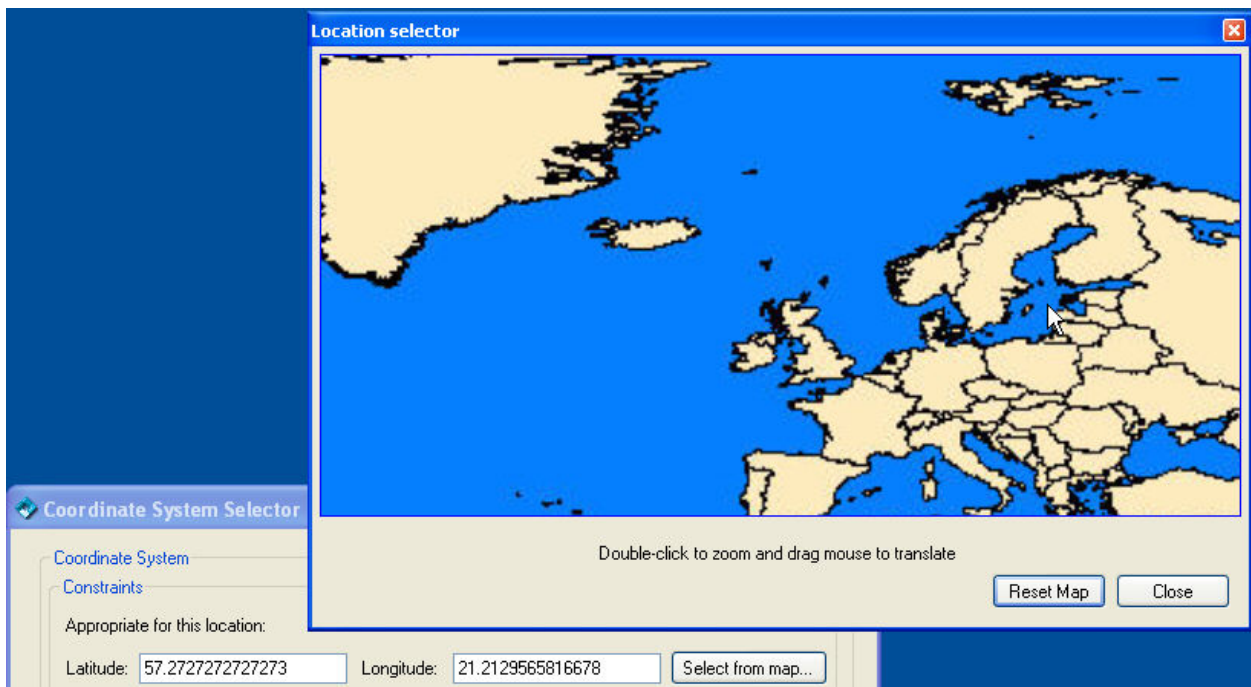 Location selector
Double-click to zoom and drag mouse to translate
Reset Map Close
Coordinate System Selector
Coordinate System
Constraints
Appropriate for this location:
Latitude: 57.2727272727273 Longitude: 21.2129565816678 Select from map...